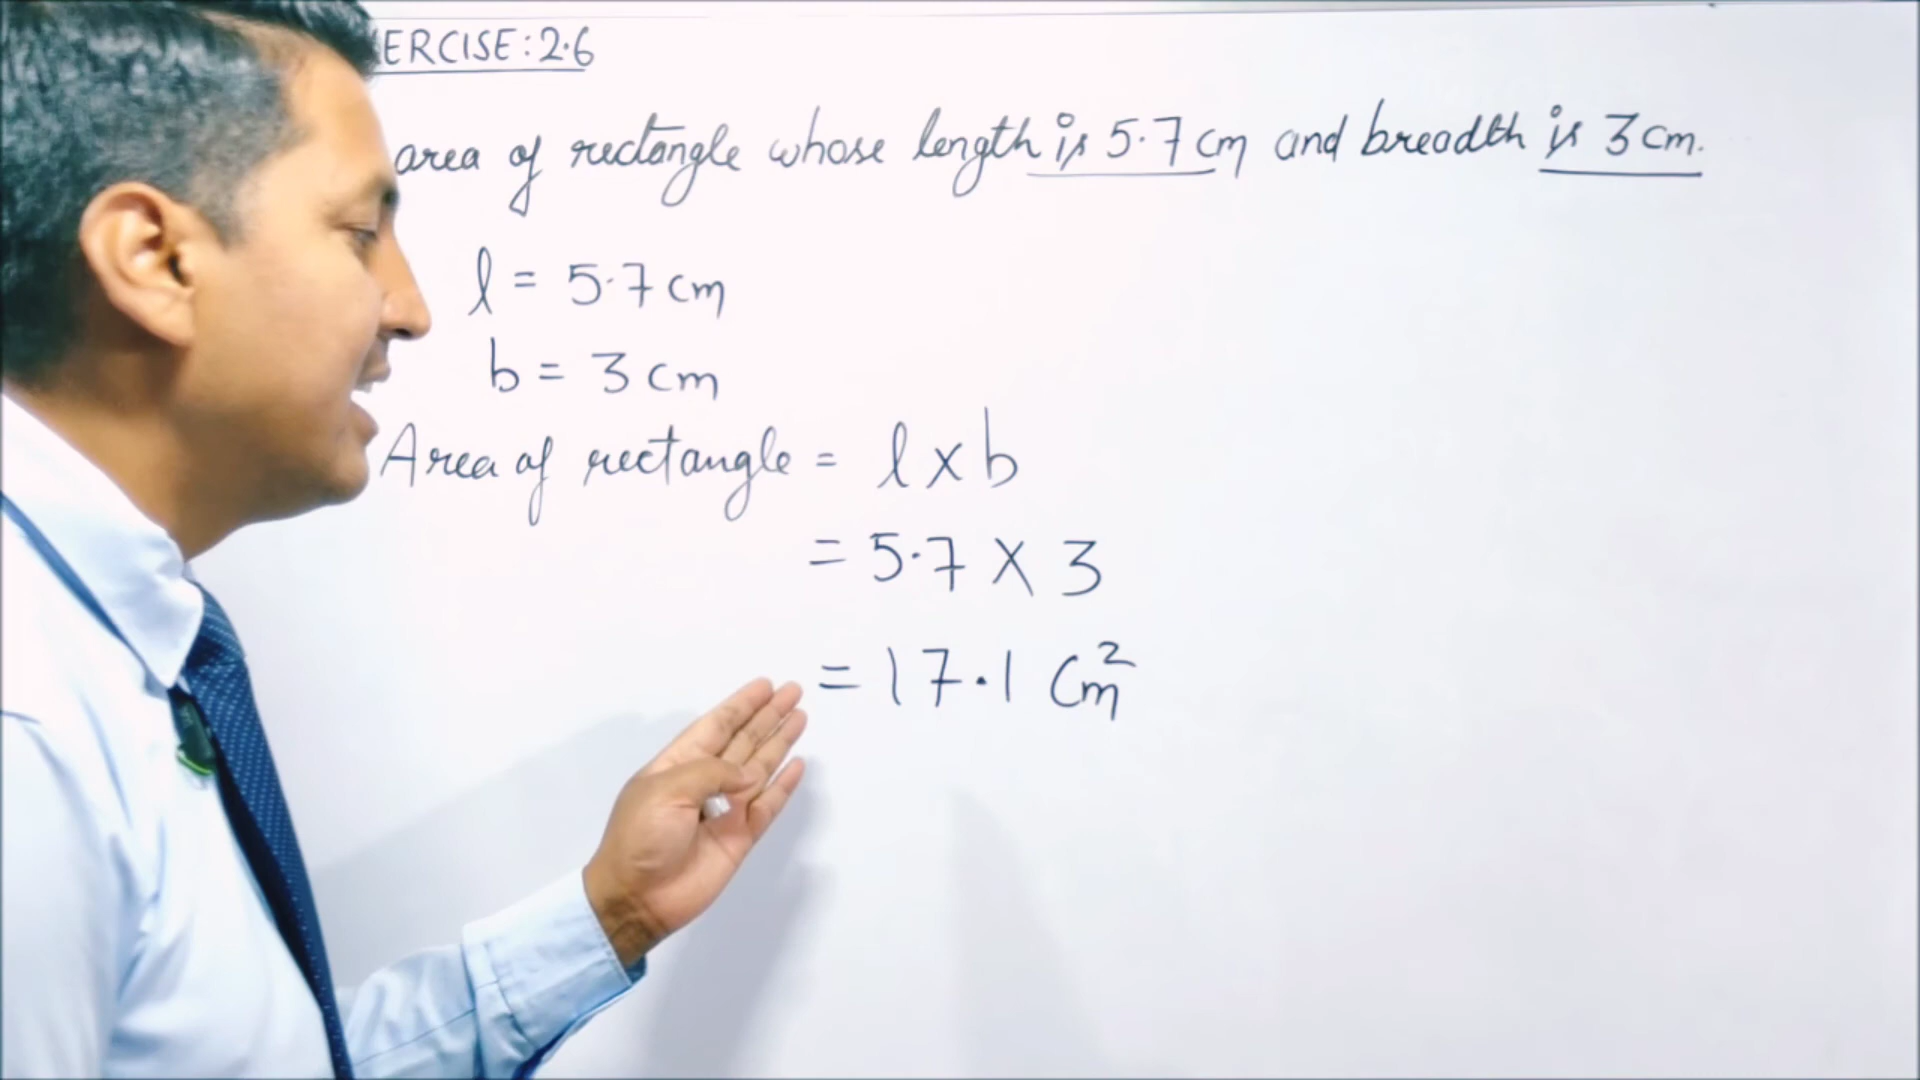 ERCISE: 2.6
area of rectangle whose length is 5.7 cm and breadth is 3 cm.
l = 5.7 cm
b = 3 cm
Area of rectangle = l x b
= 5.7 X 3
= 17.1 cm²